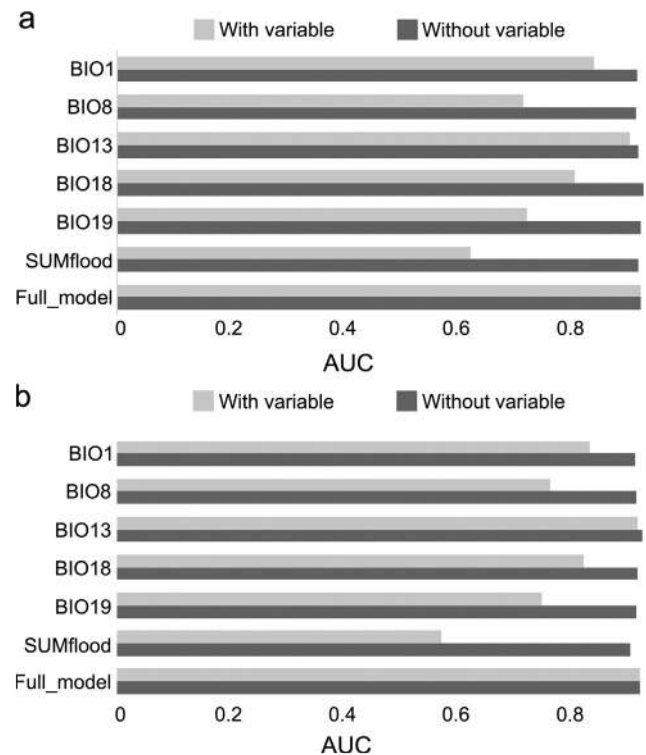 a
With variable Without variable
BIO1
BIO8
BIO13
BIO18
BIO19
SUMflood
Full_model
0 0.2 0.4 0.6 0.8
AUC
b
With variable Without variable
BIO1
BIO8
BIO13
BIO18
BIO19
SUMflood
Full_model
0 0.2 0.4 0.6 0.8
AUC